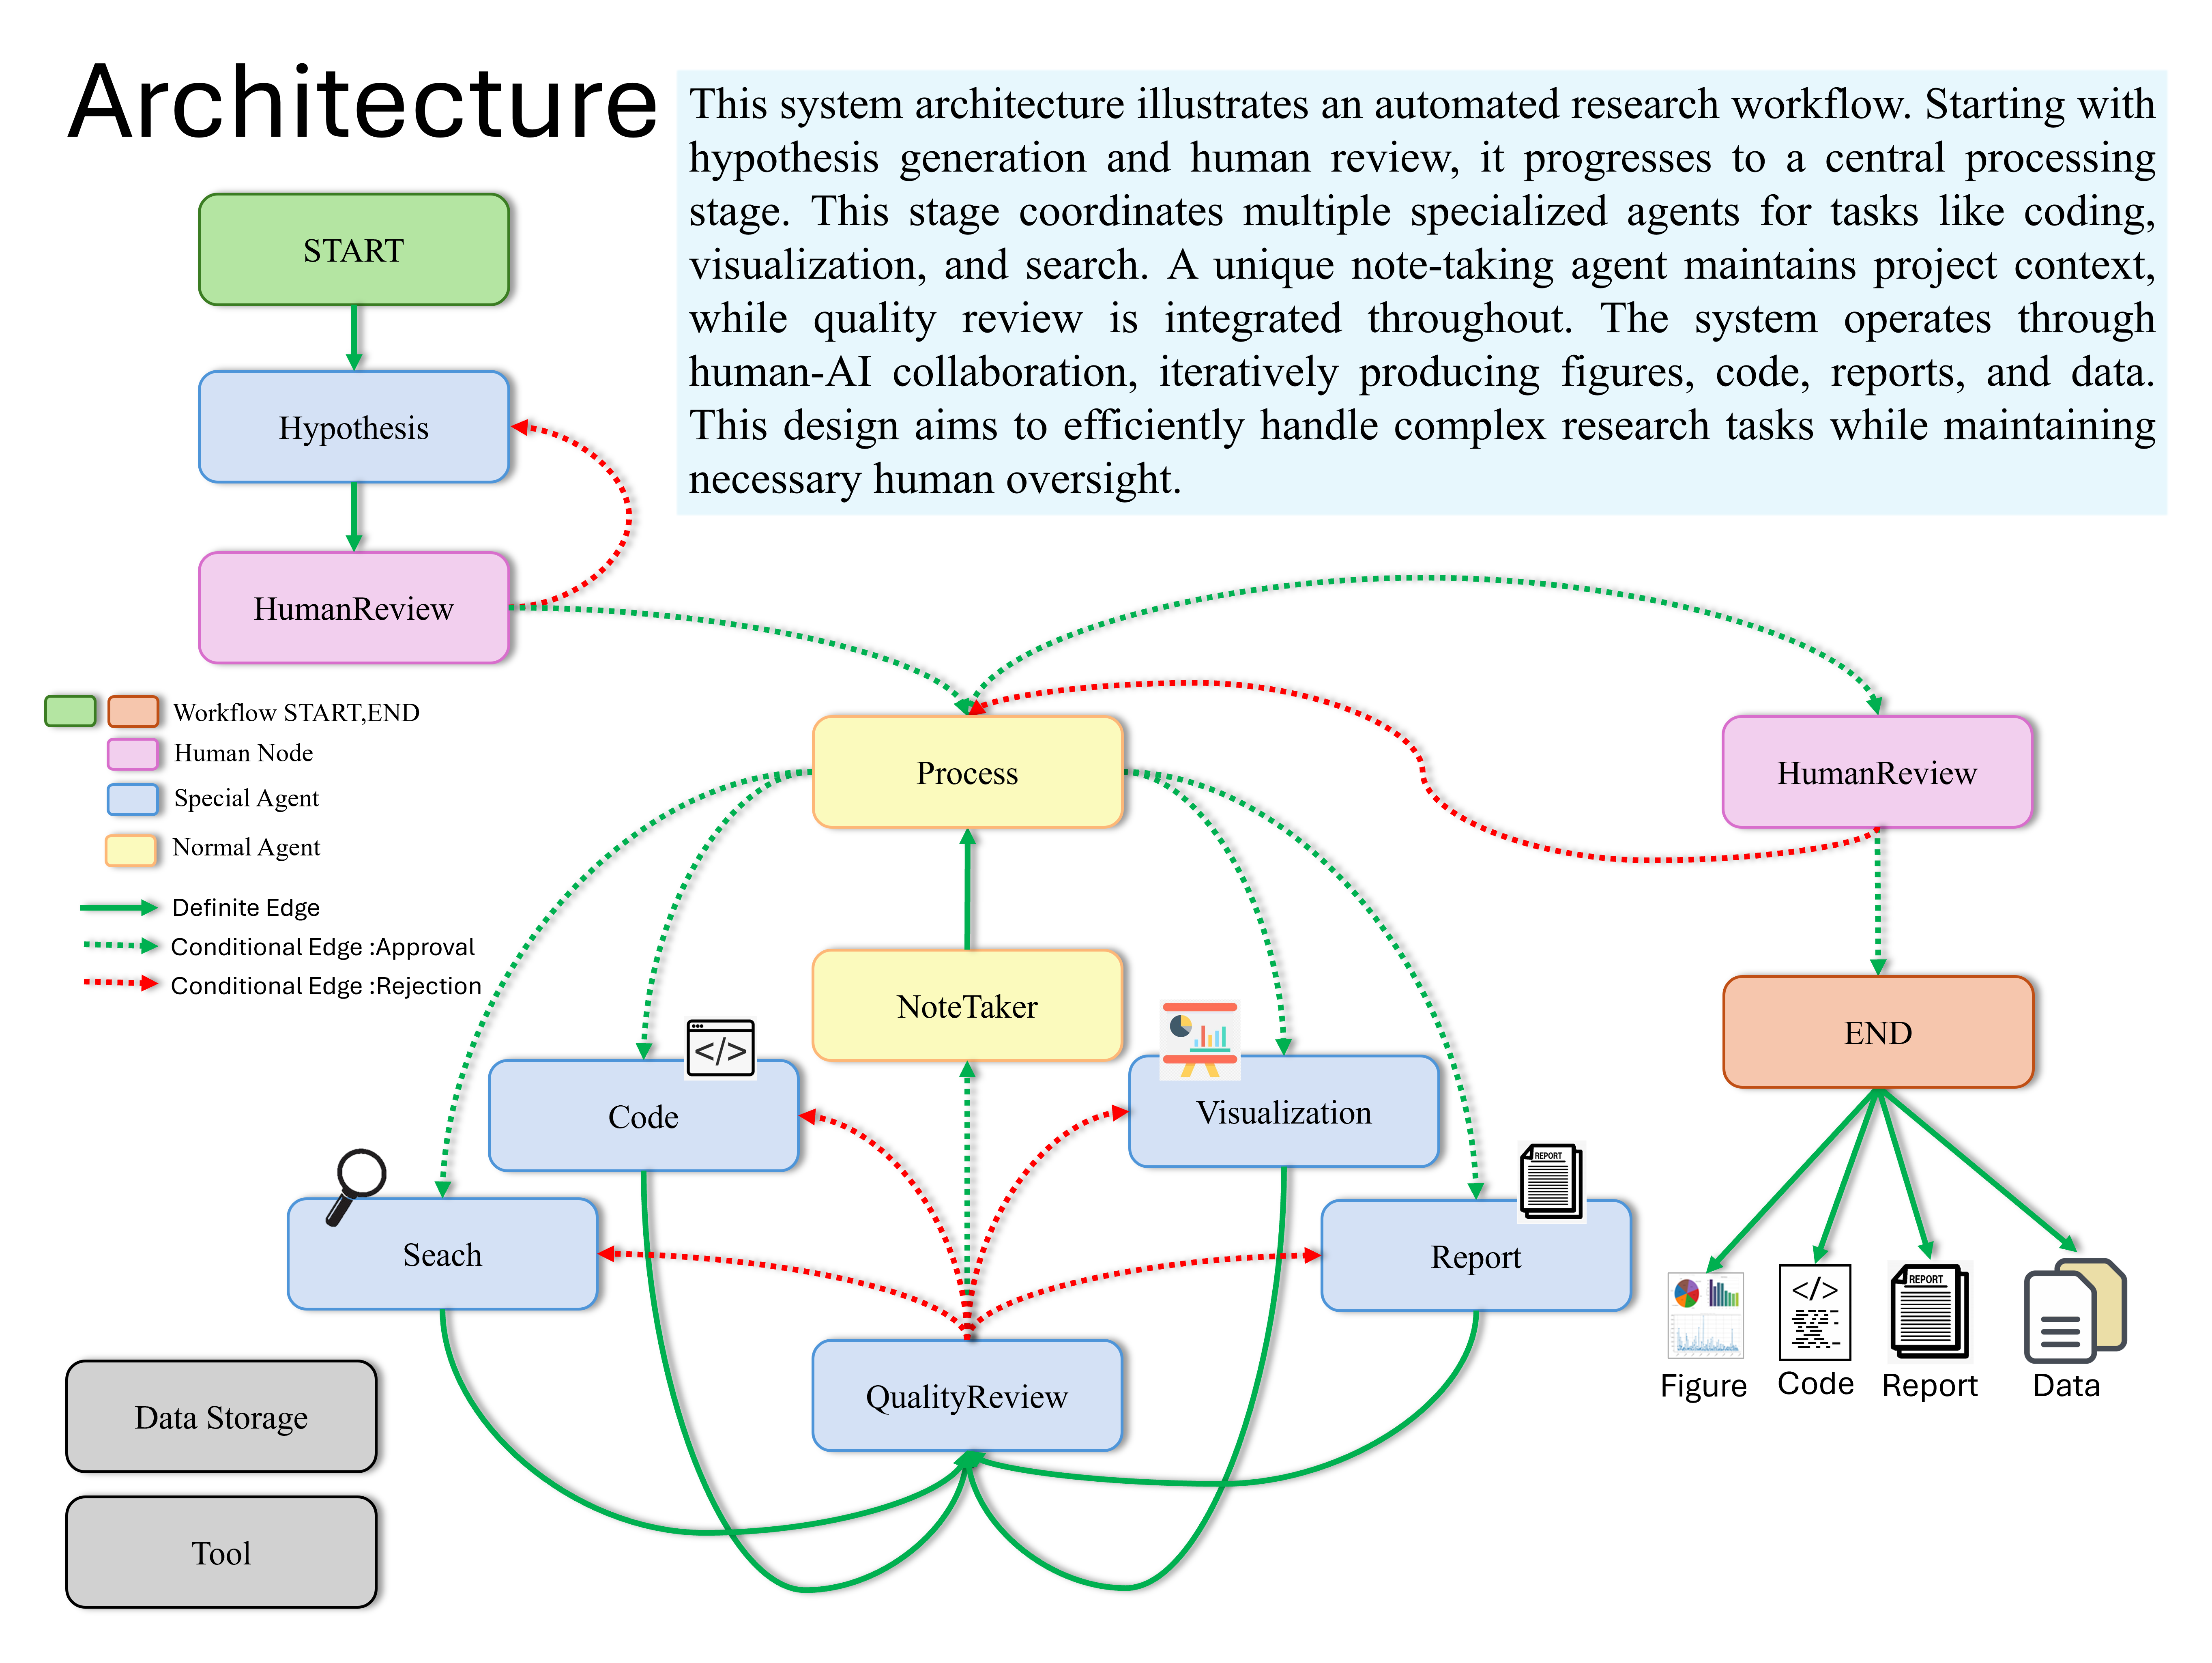 Architecture
This system architecture illustrates an automated research workflow. Starting with
hypothesis generation and human review, it progresses to a central processing
stage. This stage coordinates multiple specialized agents for tasks like coding,
visualization, and search. A unique note-taking agent maintains project context,
while quality review is integrated throughout. The system operates through
human-AI collaboration, iteratively producing figures, code, reports, and data.
This design aims to efficiently handle complex research tasks while maintaining
necessary human oversight.
START
Hypothesis
HumanReview
Workflow START,END
Human Node
Special Agent
Normal Agent
Definite Edge
Conditional Edge :Approval
Conditional Edge :Rejection
Process
HumanReview
NoteTaker
END
</>
Code
Visualization
Seach
REPORT
Report
QualityReview
</>
REPORT
Figure
Code
Report
Data
Data Storage
Tool